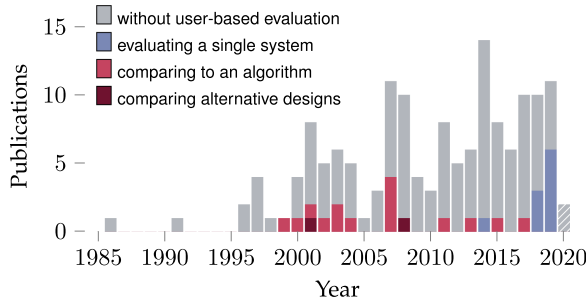 without user-based evaluation
evaluating a single system
comparing to an algorithm
comparing alternative designs
Publications
15
10
5
0
1985 1990 1995 2000 2005 2010 2015 2020
Year